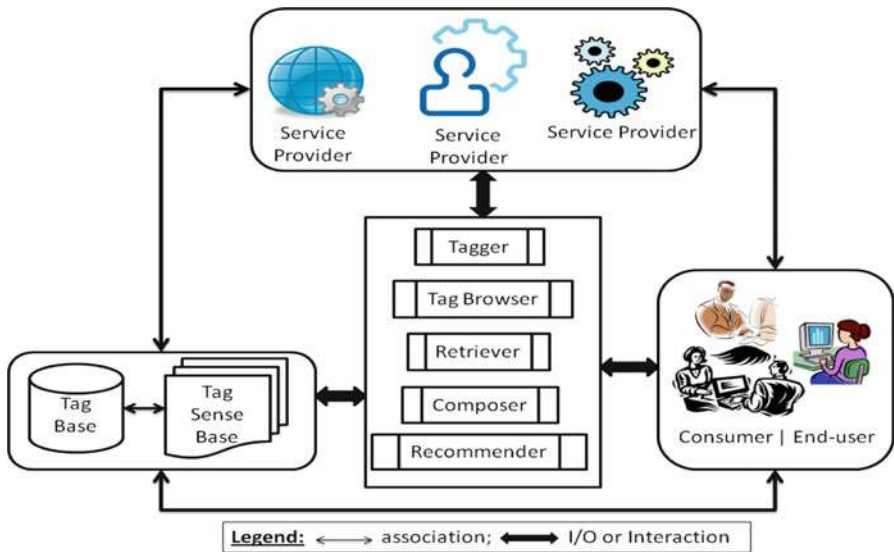 Service
Provider
Service
Provider
Service Provider
Tagger
Tag Browser
Retriever
Composer
Recommender
Tag
Base
Tag
Sense
Base
Consumer | End-user
Legend: association; I/O or Interaction